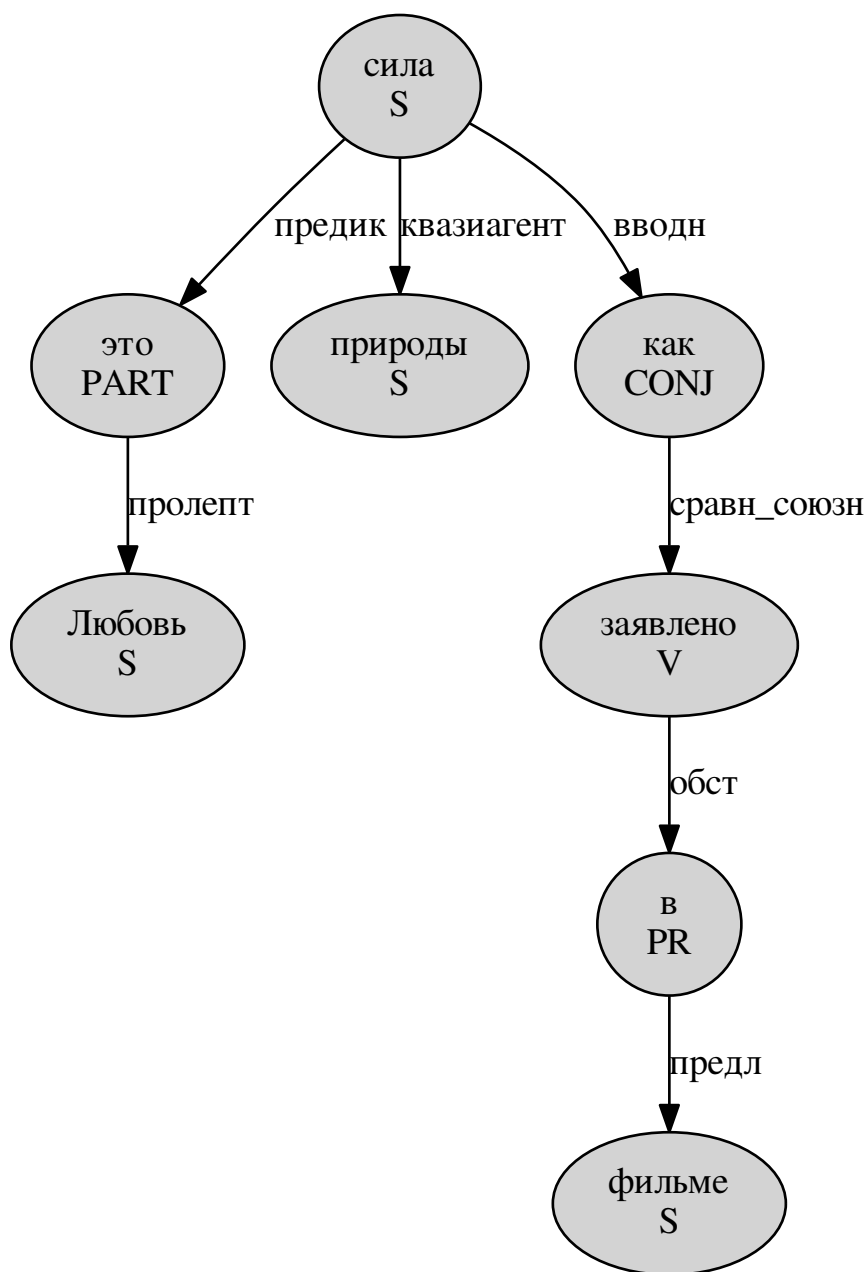 сила
S
предик
квазиагент
вводн
это
PART
природы
S
как
CONJ
пролепт
сравн_союзн
Любовь
S
заявлено
V
обст
в
PR
предл
фильме
S